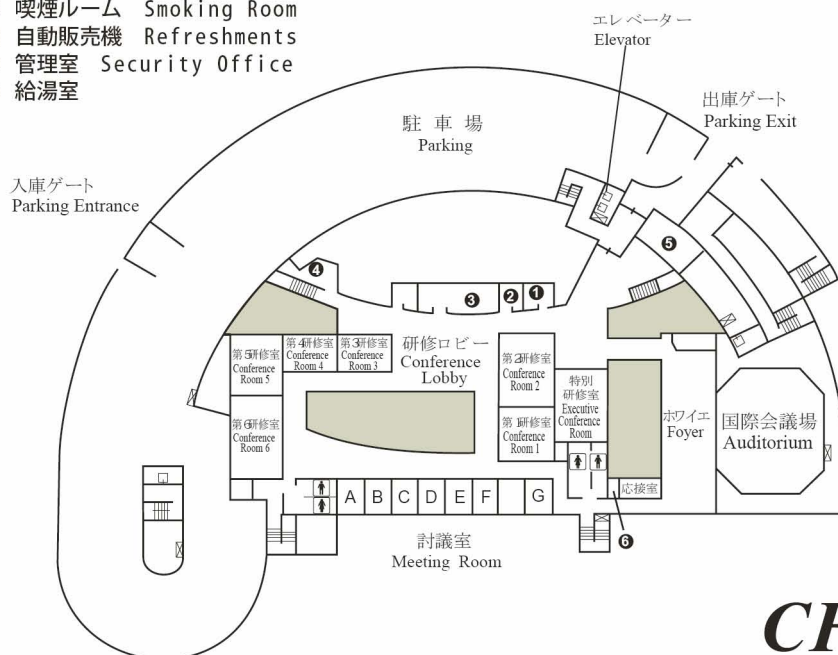 喫煙ルーム Smoking Room
自動販売機 Refreshments
管理室 Security Office
給湯室
エレベーター
Elevator
出庫ゲート
Parking Exit
駐車場
Parking
入庫ゲート
Parking Entrance
❺
❹
❸
❷
❶
第5研修室
Conference
Room 5
第4研修室
Conference
Room 4
第3研修室
Conference
Room 3
研修ロビー
Conference
Lobby
第2研修室
Conference
Room 2
特別
研修室
Executive
Conference
Room
第6研修室
Conference
Room 6
第1研修室
Conference
Room 1
ホワイエ
Foyer
国際会議場
Auditorium
A B C D E F G
応接室
❻
討議室
Meeting Room